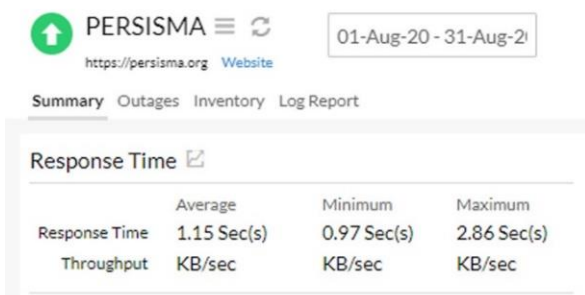 PERSISMA
01-Aug-20 - 31-Aug-2
https://persisma.org Website
Summary Outages Inventory Log Report
Response Time
Average Minimum Maximum
Response Time 1.15 Sec(s) 0.97 Sec(s) 2.86 Sec(s)
Throughput KB/sec KB/sec KB/sec